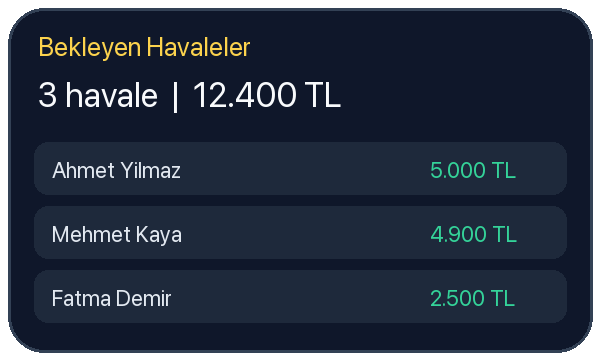 Bekleyen Havaleler
3 havale | 12.400 TL
Ahmet Yilmaz 5.000 TL
Mehmet Kaya 4.900 TL
Fatma Demir 2.500 TL